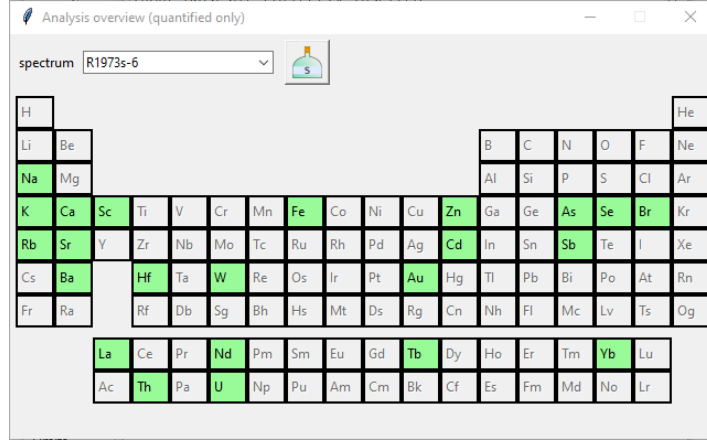 Analysis overview (quantified only)
spectrum R1973s-6 S
H He
Li Be B C N O F Ne
Na Mg Al Si P S Cl Ar
K Ca Sc Ti V Cr Mn Fe Co Ni Cu Zn Ga Ge As Se Br Kr
Rb Sr Y Zr Nb Mo Tc Ru Rh Pd Ag Cd In Sn Sb Te I Xe
Cs Ba Hf Ta W Re Os Ir Pt Au Hg Tl Pb Bi Po At Rn
Fr Ra Rf Db Sg Bh Hs Mt Ds Rg Cn Nh Fl Mc Lv Ts Og
La Ce Pr Nd Pm Sm Eu Gd Tb Dy Ho Er Tm Yb Lu
Ac Th Pa U Np Pu Am Cm Bk Cf Es Fm Md No Lr